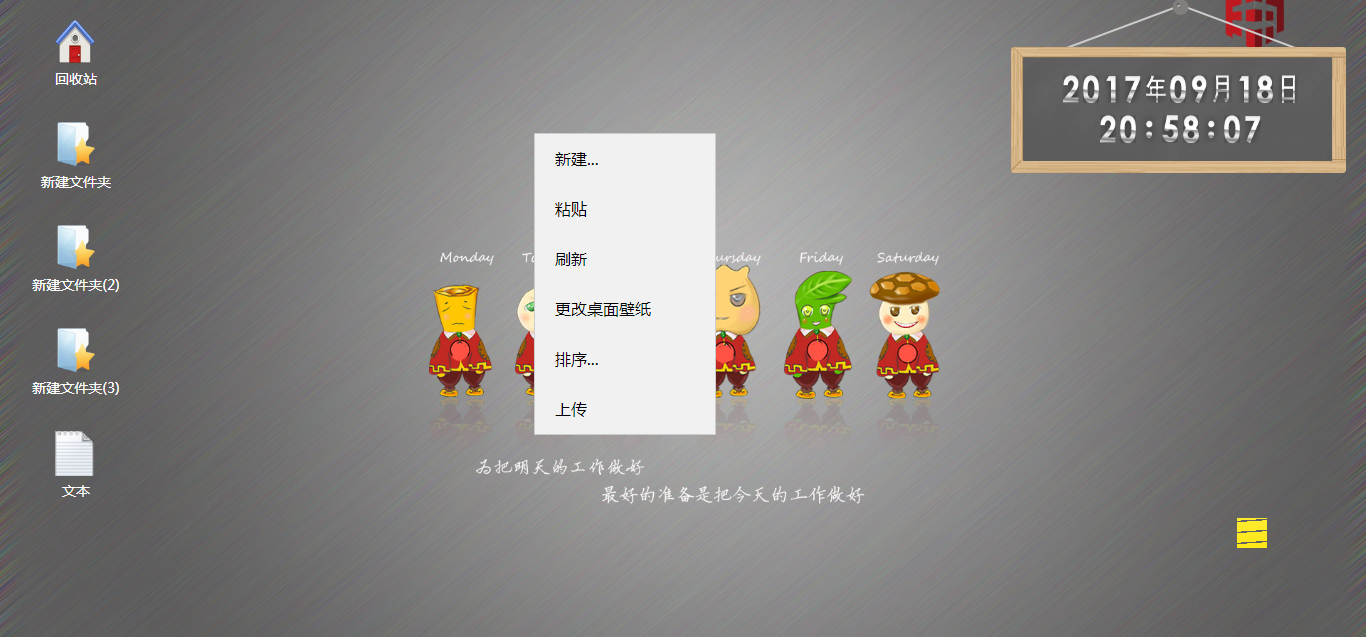 回收站
新建文件夹
新建文件夹(2)
新建文件夹(3)
文本
2017年09月18日
20:58:07
新建...
粘贴
刷新
更改桌面壁纸
排序...
上传
Monday
Friday
Saturday
为把明天的工作做好
最好的准备是把今天的工作做好